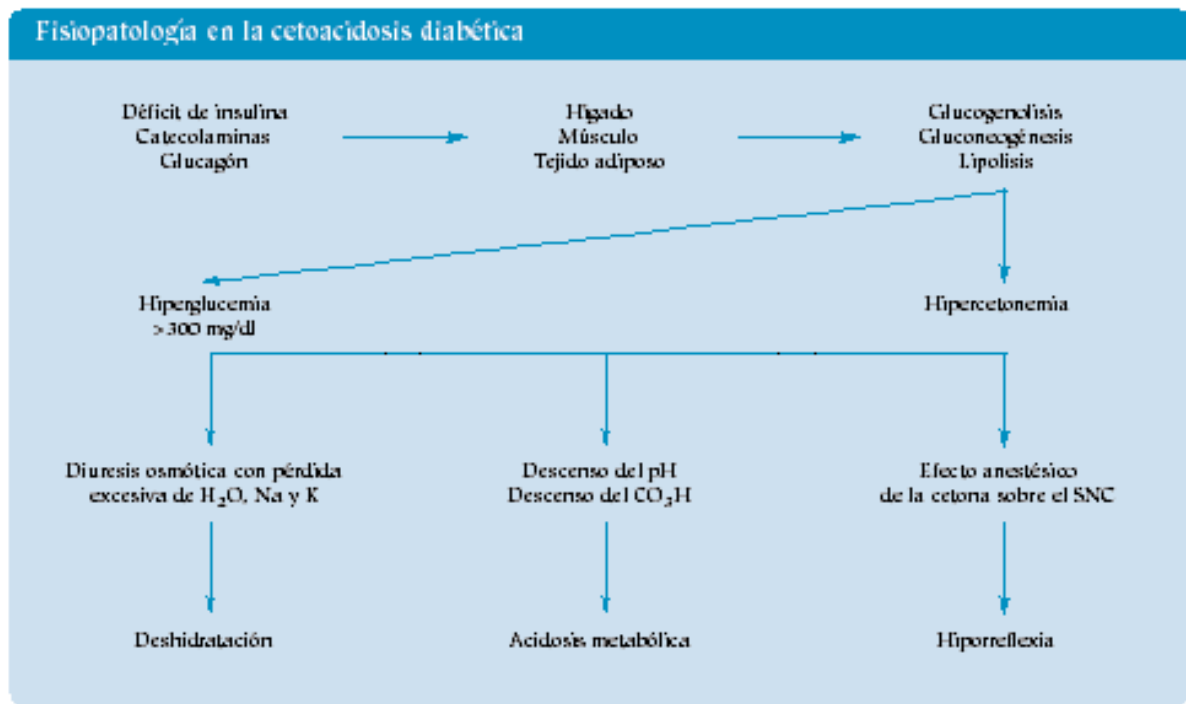 Fisiopatología en la cetoacidosis diabética
Déficit de insulina
Catecolaminas
Glucagón
Hígado
Músculo
Tejido adiposo
Glucogenolisis
Gluconeogénesis
Lipolisis
Hiperglucemia
>300 mg/dl
Hipercetonemia
Diuresis osmótica con pérdida
excesiva de H₂O, Na y K
Descenso del pH
Descenso del CO₃H
Efecto anestésico
de la cetona sobre el SNC
Deshidratación
Acidosis metabólica
Hiporreflexia